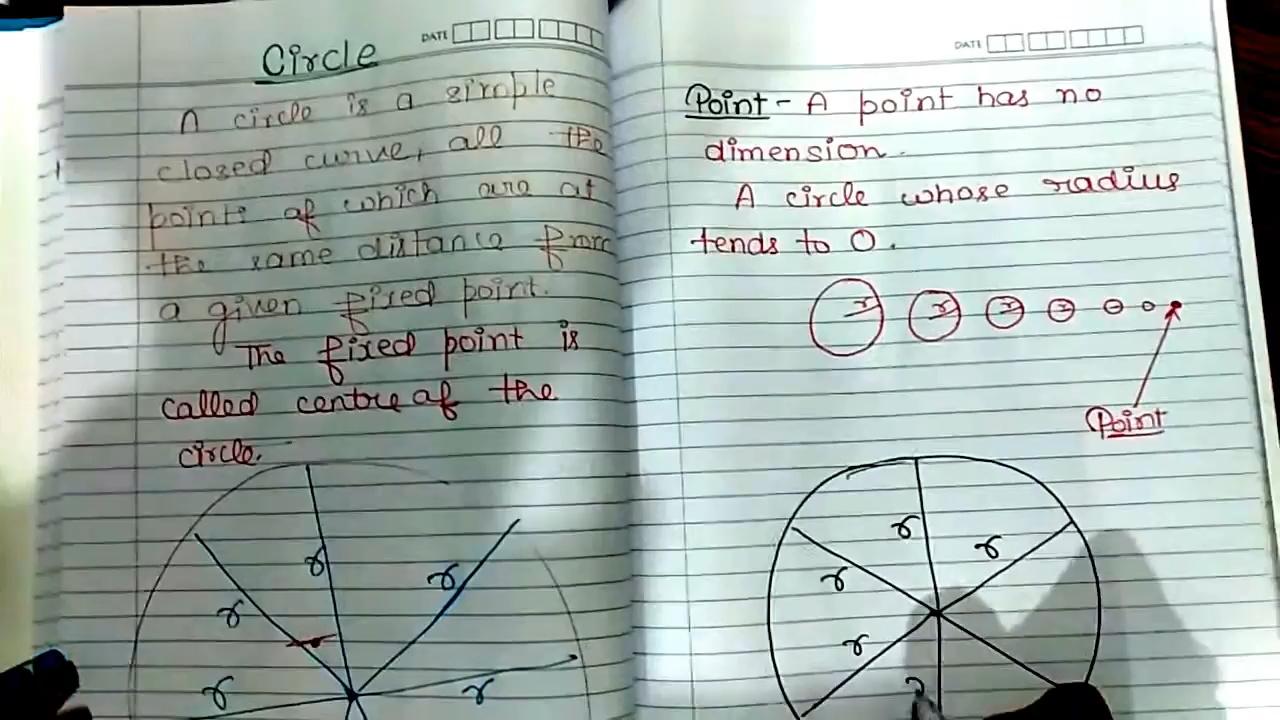 DATE
Circle
A circle is a simple
closed curve, all the
points of which are at
the same distance from
a given fixed point.
The fixed point is
called centre of the
circle.
r
r
r
r
r
DATE
Point - A point has no
dimension.
A circle whose radius
tends to 0.
r r r r
Point
r
r
r
r
r